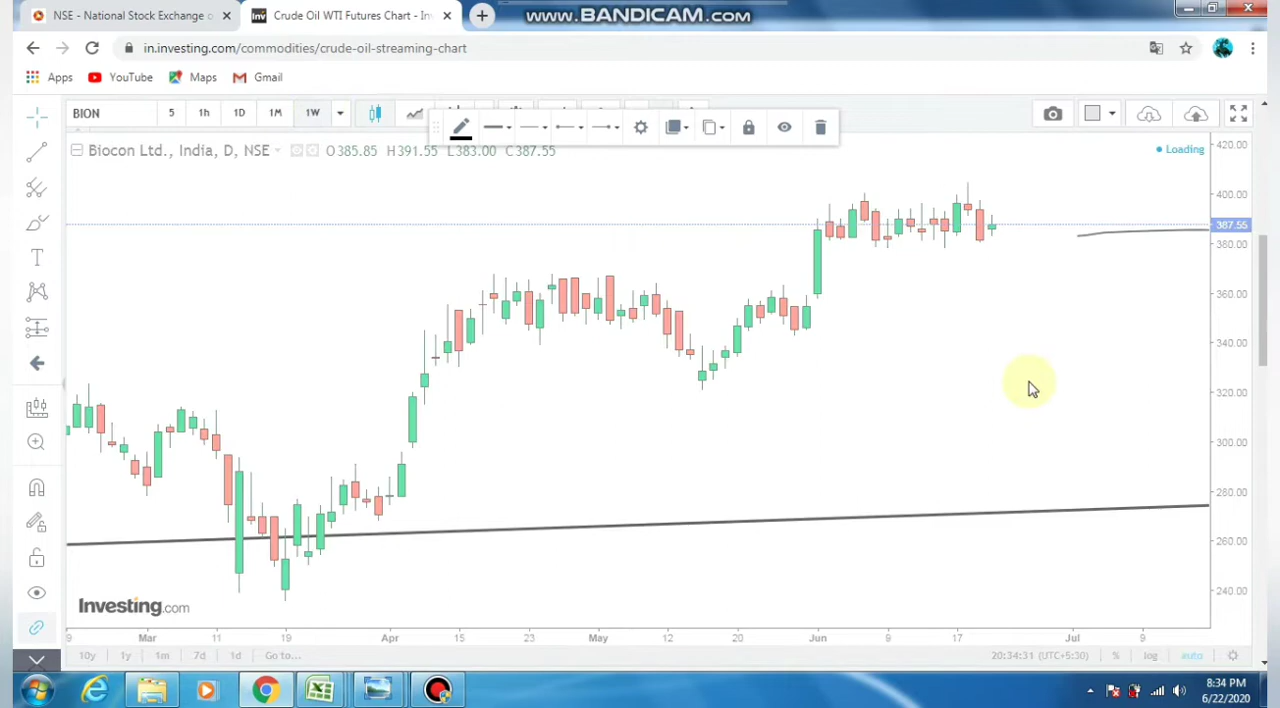 NSE - National Stock Exchange o
Crude Oil WTI Futures Chart - Inv
www.BANDICAM.com
in.investing.com/commodities/crude-oil-streaming-chart
Apps YouTube Maps Gmail
BION 5 1h 1D 1M 1W
Biocon Ltd., India, D, NSE O385.85 H391.55 L383.00 C387.55
Loading
420.00
400.00
387.55
380.00
360.00
340.00
320.00
300.00
280.00
260.00
240.00
Investing.com
9 Mar 11 19 Apr 15 23 May 12 20 Jun 9 17 Jul 9
10y 1y 1m 7d 1d Go to... 20:34:31 (UTC+5:30) % log auto
8:34 PM
6/22/2020